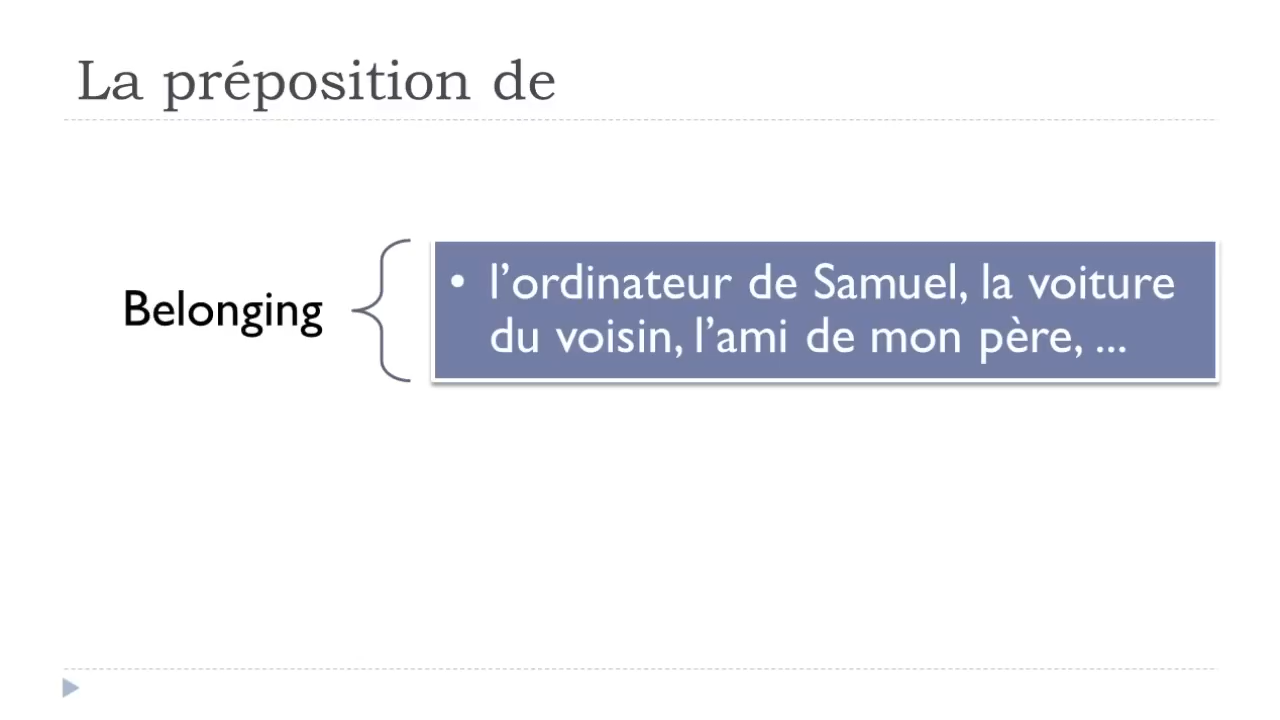 La préposition de
Belonging
• l’ordinateur de Samuel, la voiture
du voisin, l’ami de mon père, ...